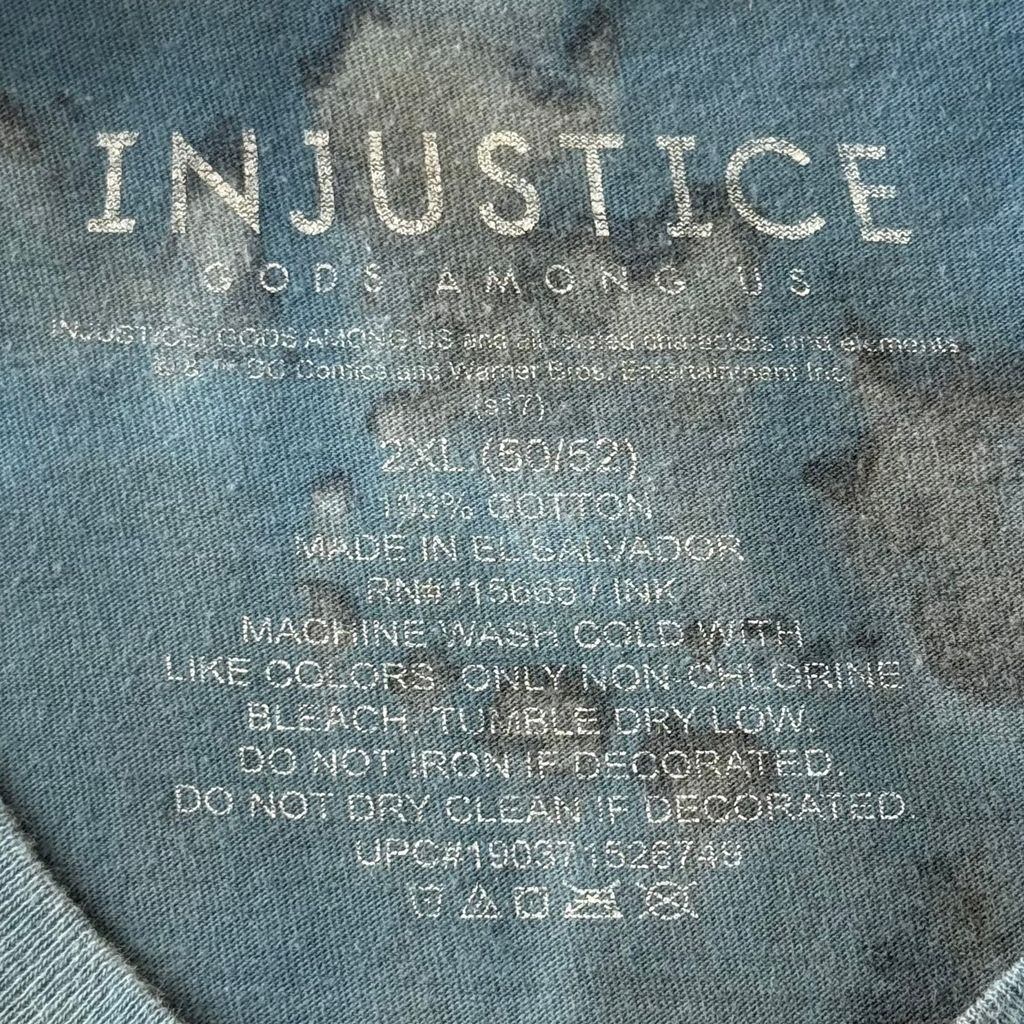 INJUSTICE
GODS AMONG US
INJUSTICE: GODS AMONG US and all related characters and elements
© & ™ DC Comics and Warner Bros. Entertainment Inc.
(s17)
2XL (50/52)
100% COTTON
MADE IN EL SALVADOR
RN#115665 / INK
MACHINE WASH COLD WITH
LIKE COLORS. ONLY NON-CHLORINE
BLEACH. TUMBLE DRY LOW.
DO NOT IRON IF DECORATED.
DO NOT DRY CLEAN IF DECORATED.
UPC#190371526749